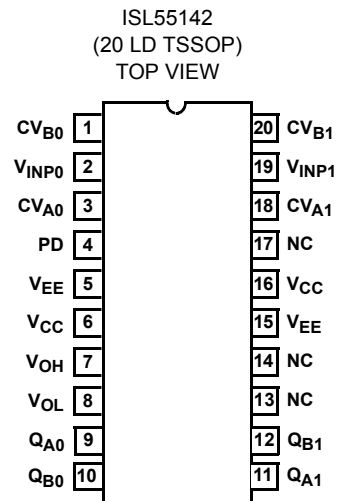 ISL55142
(20 LD TSSOP)
TOP VIEW
CVB0 1 20 CVB1
VINP0 2 19 VINP1
CVA0 3 18 CVA1
PD 4 17 NC
VEE 5 16 VCC
VCC 6 15 VEE
VOH 7 14 NC
VOL 8 13 NC
QA0 9 12 QB1
QB0 10 11 QA1